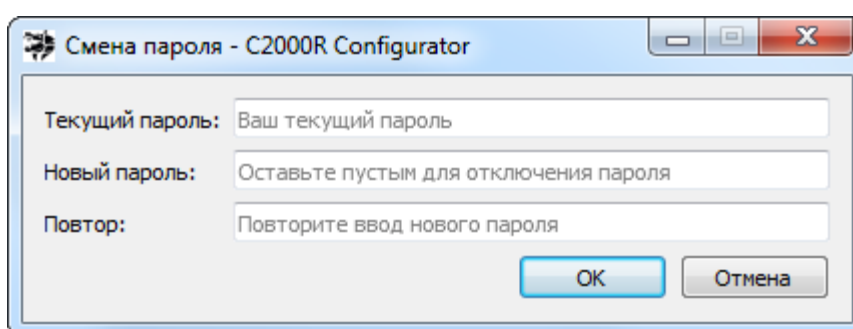 Смена пароля - C2000R Configurator
Текущий пароль: Ваш текущий пароль
Новый пароль: Оставьте пустым для отключения пароля
Повтор: Повторите ввод нового пароля
OK Отмена